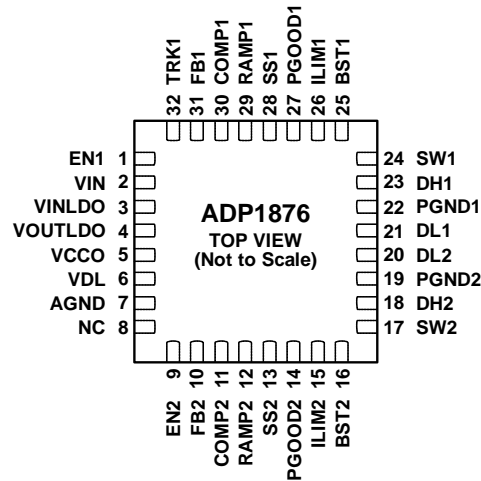 32 TRK1
31 FB1
30 COMP1
29 RAMP1
28 SS1
27 PGOOD1
26 ILIM1
25 BST1
EN1 1
VIN 2
VINLDO 3
VOUTLDO 4
VCCO 5
VDL 6
AGND 7
NC 8
ADP1876
TOP VIEW
(Not to Scale)
24 SW1
23 DH1
22 PGND1
21 DL1
20 DL2
19 PGND2
18 DH2
17 SW2
EN2 9
FB2 10
COMP2 11
RAMP2 12
SS2 13
PGOOD2 14
ILIM2 15
BST2 16